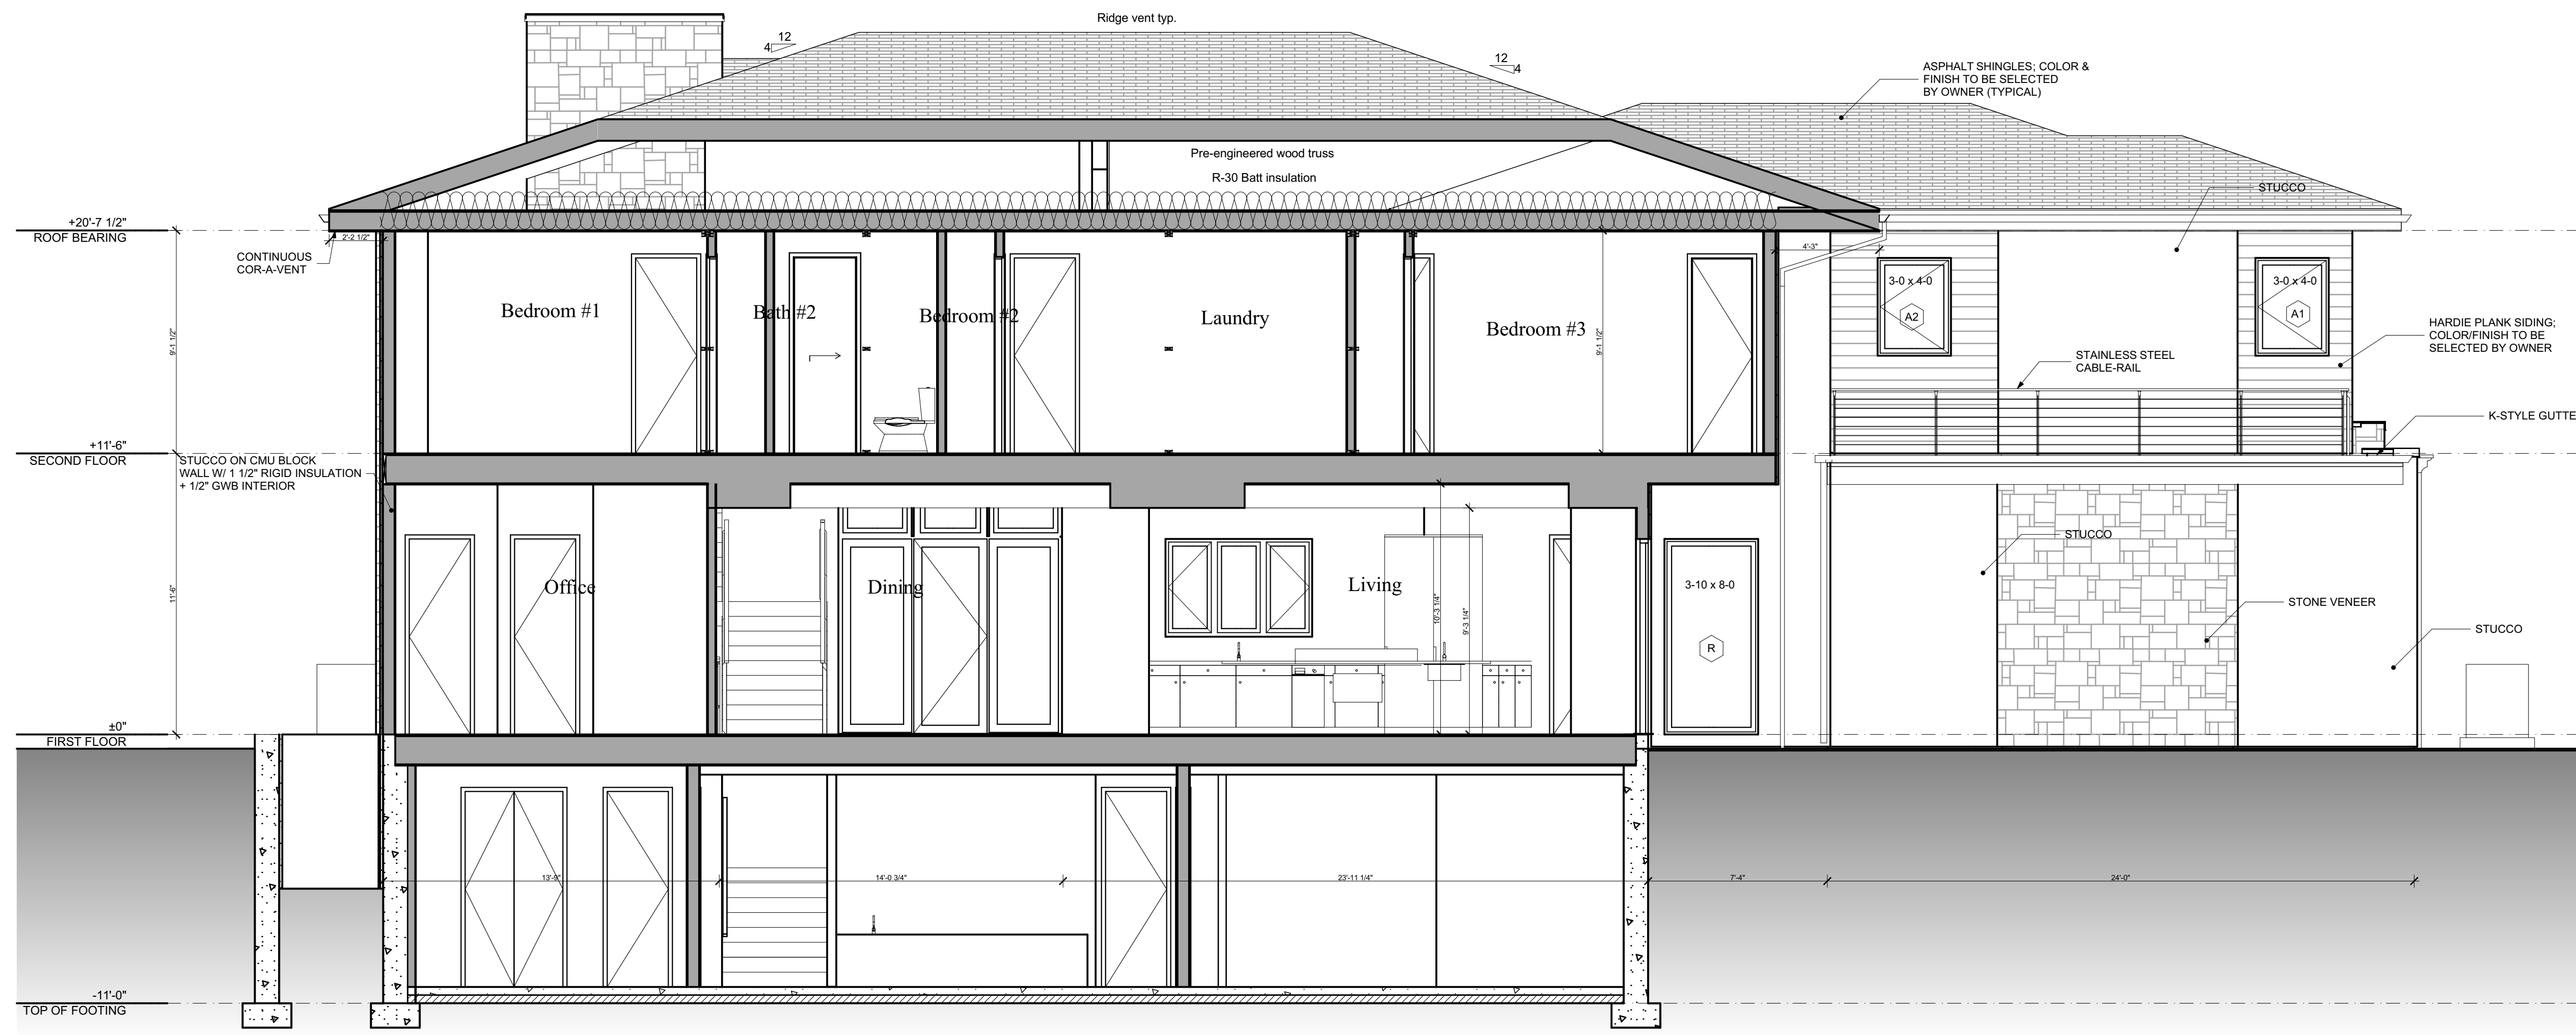 Ridge vent typ.
12
4
12
4
ASPHALT SHINGLES; COLOR &
FINISH TO BE SELECTED
BY OWNER (TYPICAL)
Pre-engineered wood truss
R-30 Batt insulation
STUCCO
+20'-7 1/2"
ROOF BEARING
2'-2 1/2"
4'-3"
CONTINUOUS
COR-A-VENT
3-0 x 4-0
A2
3-0 x 4-0
A1
Bedroom #1
Bath #2
Bedroom #2
Laundry
Bedroom #3
9'-1 1/2"
9'-1 1/2"
HARDIE PLANK SIDING;
COLOR/FINISH TO BE
SELECTED BY OWNER
STAINLESS STEEL
CABLE-RAIL
K-STYLE GUTTE
+11'-6"
SECOND FLOOR
STUCCO ON CMU BLOCK
WALL W/ 1 1/2" RIGID INSULATION
+ 1/2" GWB INTERIOR
STUCCO
Office
Dining
Living
11'-6"
10'-3 1/4"
9'-3 1/4"
3-10 x 8-0
R
STONE VENEER
STUCCO
±0"
FIRST FLOOR
13'-9"
14'-0 3/4"
23'-11 1/4"
7'-4"
24'-0"
-11'-0"
TOP OF FOOTING